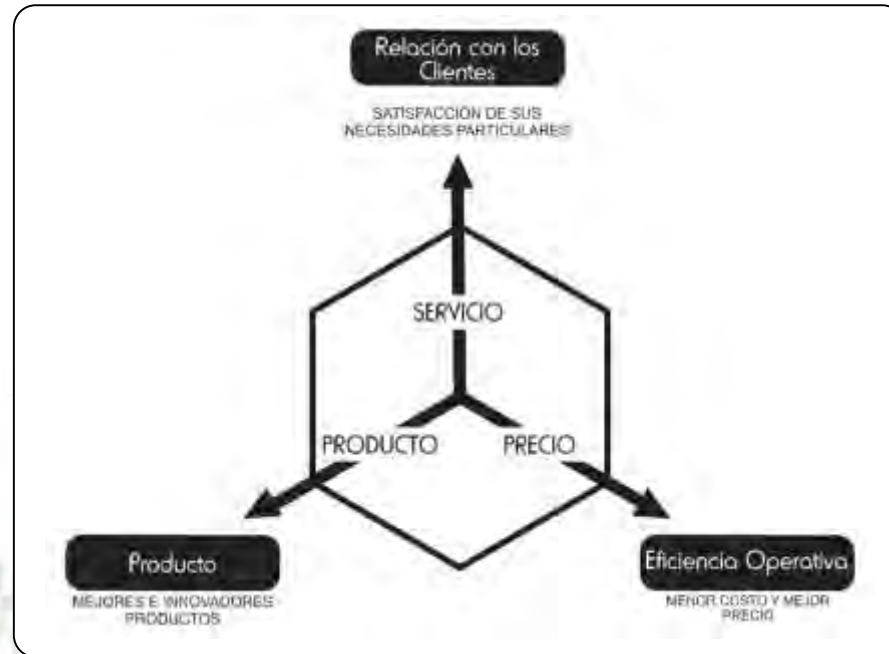 Relación con los
Clientes
SATISFACCIÓN DE SUS
NECESIDADES PARTICULARES
SERVICIO
PRODUCTO
PRECIO
Producto
MEJORES E INNOVADORES
PRODUCTOS
Eficiencia Operativa
MENOR COSTO Y MEJOR
PRECIO